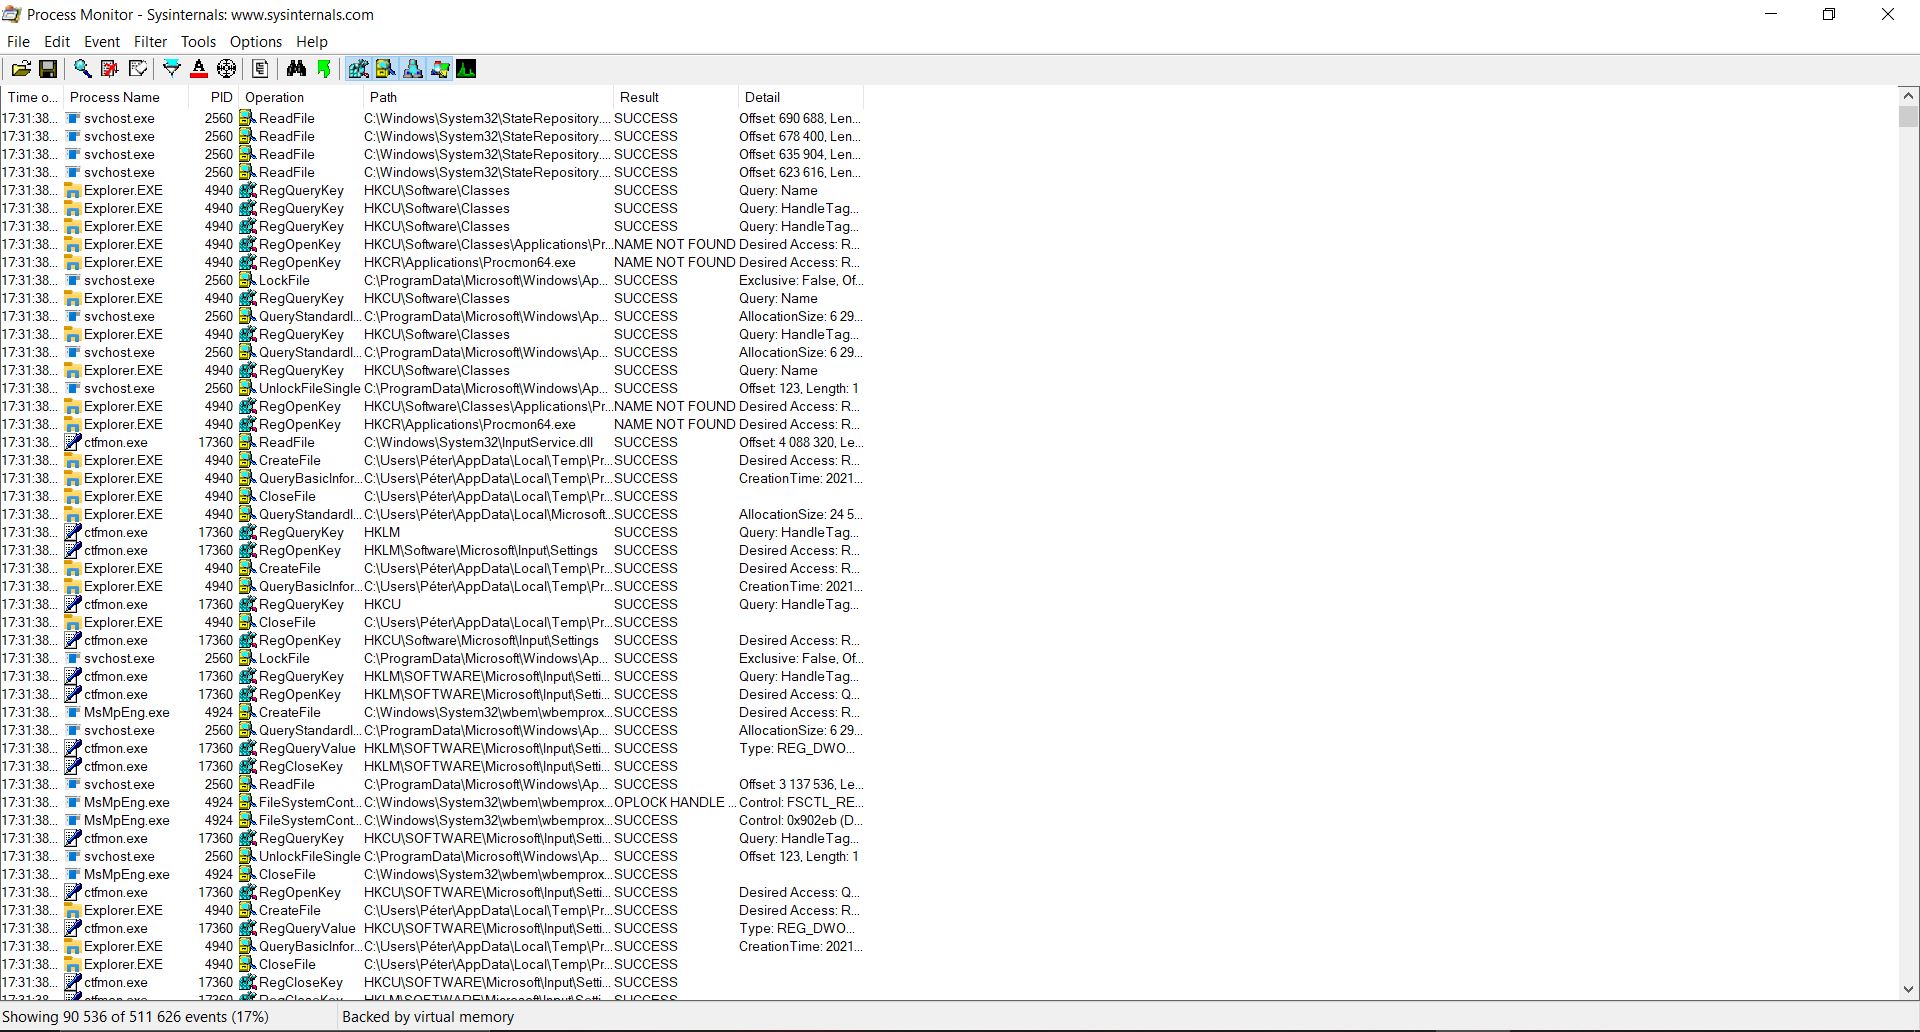 Process Monitor - Sysinternals: www.sysinternals.com
File Edit Event Filter Tools Options Help
Time o... Process Name PID Operation Path Result Detail
17:31:38... svchost.exe 2560 ReadFile C:\Windows\System32\StateRepository.... SUCCESS Offset: 690 688, Len...
17:31:38... svchost.exe 2560 ReadFile C:\Windows\System32\StateRepository.... SUCCESS Offset: 678 400, Len...
17:31:38... svchost.exe 2560 ReadFile C:\Windows\System32\StateRepository.... SUCCESS Offset: 635 904, Len...
17:31:38... svchost.exe 2560 ReadFile C:\Windows\System32\StateRepository.... SUCCESS Offset: 623 616, Len...
17:31:38... Explorer.EXE 4940 RegQueryKey HKCU\Software\Classes SUCCESS Query: Name
17:31:38... Explorer.EXE 4940 RegQueryKey HKCU\Software\Classes SUCCESS Query: HandleTag...
17:31:38... Explorer.EXE 4940 RegQueryKey HKCU\Software\Classes SUCCESS Query: HandleTag...
17:31:38... Explorer.EXE 4940 RegOpenKey HKCU\Software\Classes\Applications\Pr... NAME NOT FOUND Desired Access: R...
17:31:38... Explorer.EXE 4940 RegOpenKey HKCR\Applications\Procmon64.exe NAME NOT FOUND Desired Access: R...
17:31:38... svchost.exe 2560 LockFile C:\ProgramData\Microsoft\Windows\Ap... SUCCESS Exclusive: False, Of...
17:31:38... Explorer.EXE 4940 RegQueryKey HKCU\Software\Classes SUCCESS Query: Name
17:31:38... svchost.exe 2560 QueryStandardI... C:\ProgramData\Microsoft\Windows\Ap... SUCCESS AllocationSize: 6 29...
17:31:38... Explorer.EXE 4940 RegQueryKey HKCU\Software\Classes SUCCESS Query: HandleTag...
17:31:38... svchost.exe 2560 QueryStandardI... C:\ProgramData\Microsoft\Windows\Ap... SUCCESS AllocationSize: 6 29...
17:31:38... Explorer.EXE 4940 RegQueryKey HKCU\Software\Classes SUCCESS Query: Name
17:31:38... svchost.exe 2560 UnlockFileSingle C:\ProgramData\Microsoft\Windows\Ap... SUCCESS Offset: 123, Length: 1
17:31:38... Explorer.EXE 4940 RegOpenKey HKCU\Software\Classes\Applications\Pr... NAME NOT FOUND Desired Access: R...
17:31:38... Explorer.EXE 4940 RegOpenKey HKCR\Applications\Procmon64.exe NAME NOT FOUND Desired Access: R...
17:31:38... ctfmon.exe 17360 ReadFile C:\Windows\System32\InputService.dll SUCCESS Offset: 4 088 320, Le...
17:31:38... Explorer.EXE 4940 CreateFile C:\Users\Péter\AppData\Local\Temp\Pr... SUCCESS Desired Access: R...
17:31:38... Explorer.EXE 4940 QueryBasicInfor... C:\Users\Péter\AppData\Local\Temp\Pr... SUCCESS CreationTime: 2021...
17:31:38... Explorer.EXE 4940 CloseFile C:\Users\Péter\AppData\Local\Temp\Pr... SUCCESS
17:31:38... Explorer.EXE 4940 QueryStandardI... C:\Users\Péter\AppData\Local\Microsoft... SUCCESS AllocationSize: 24 5...
17:31:38... ctfmon.exe 17360 RegQueryKey HKLM SUCCESS Query: HandleTag...
17:31:38... ctfmon.exe 17360 RegOpenKey HKLM\Software\Microsoft\Input\Settings SUCCESS Desired Access: R...
17:31:38... Explorer.EXE 4940 CreateFile C:\Users\Péter\AppData\Local\Temp\Pr... SUCCESS Desired Access: R...
17:31:38... Explorer.EXE 4940 QueryBasicInfor... C:\Users\Péter\AppData\Local\Temp\Pr... SUCCESS CreationTime: 2021...
17:31:38... ctfmon.exe 17360 RegQueryKey HKCU SUCCESS Query: HandleTag...
17:31:38... Explorer.EXE 4940 CloseFile C:\Users\Péter\AppData\Local\Temp\Pr... SUCCESS
17:31:38... ctfmon.exe 17360 RegOpenKey HKCU\Software\Microsoft\Input\Settings SUCCESS Desired Access: R...
17:31:38... svchost.exe 2560 LockFile C:\ProgramData\Microsoft\Windows\Ap... SUCCESS Exclusive: False, Of...
17:31:38... ctfmon.exe 17360 RegQueryKey HKLM\SOFTWARE\Microsoft\Input\Setti... SUCCESS Query: HandleTag...
17:31:38... ctfmon.exe 17360 RegOpenKey HKLM\SOFTWARE\Microsoft\Input\Setti... SUCCESS Desired Access: Q...
17:31:38... MsMpEng.exe 4924 CreateFile C:\Windows\System32\wbem\wbemprox... SUCCESS Desired Access: R...
17:31:38... svchost.exe 2560 QueryStandardI... C:\ProgramData\Microsoft\Windows\Ap... SUCCESS AllocationSize: 6 29...
17:31:38... ctfmon.exe 17360 RegQueryValue HKLM\SOFTWARE\Microsoft\Input\Setti... SUCCESS Type: REG_DWO...
17:31:38... ctfmon.exe 17360 RegCloseKey HKLM\SOFTWARE\Microsoft\Input\Setti... SUCCESS
17:31:38... svchost.exe 2560 ReadFile C:\ProgramData\Microsoft\Windows\Ap... SUCCESS Offset: 3 137 536, Le...
17:31:38... MsMpEng.exe 4924 FileSystemCont... C:\Windows\System32\wbem\wbemprox... OPLOCK HANDLE ... Control: FSCTL_RE...
17:31:38... MsMpEng.exe 4924 FileSystemCont... C:\Windows\System32\wbem\wbemprox... SUCCESS Control: 0x902eb (D...
17:31:38... ctfmon.exe 17360 RegQueryKey HKCU\SOFTWARE\Microsoft\Input\Setti... SUCCESS Query: HandleTag...
17:31:38... svchost.exe 2560 UnlockFileSingle C:\ProgramData\Microsoft\Windows\Ap... SUCCESS Offset: 123, Length: 1
17:31:38... MsMpEng.exe 4924 CloseFile C:\Windows\System32\wbem\wbemprox... SUCCESS
17:31:38... ctfmon.exe 17360 RegOpenKey HKCU\SOFTWARE\Microsoft\Input\Setti... SUCCESS Desired Access: Q...
17:31:38... Explorer.EXE 4940 CreateFile C:\Users\Péter\AppData\Local\Temp\Pr... SUCCESS Desired Access: R...
17:31:38... ctfmon.exe 17360 RegQueryValue HKCU\SOFTWARE\Microsoft\Input\Setti... SUCCESS Type: REG_DWO...
17:31:38... Explorer.EXE 4940 QueryBasicInfor... C:\Users\Péter\AppData\Local\Temp\Pr... SUCCESS CreationTime: 2021...
17:31:38... Explorer.EXE 4940 CloseFile C:\Users\Péter\AppData\Local\Temp\Pr... SUCCESS
17:31:38... ctfmon.exe 17360 RegCloseKey HKCU\SOFTWARE\Microsoft\Input\Setti... SUCCESS
17:31:38... ctfmon.exe 17360 RegCloseKey HKLM\SOFTWARE\Microsoft\Input\Setti... SUCCESS
Showing 90 536 of 511 626 events (17%) Backed by virtual memory